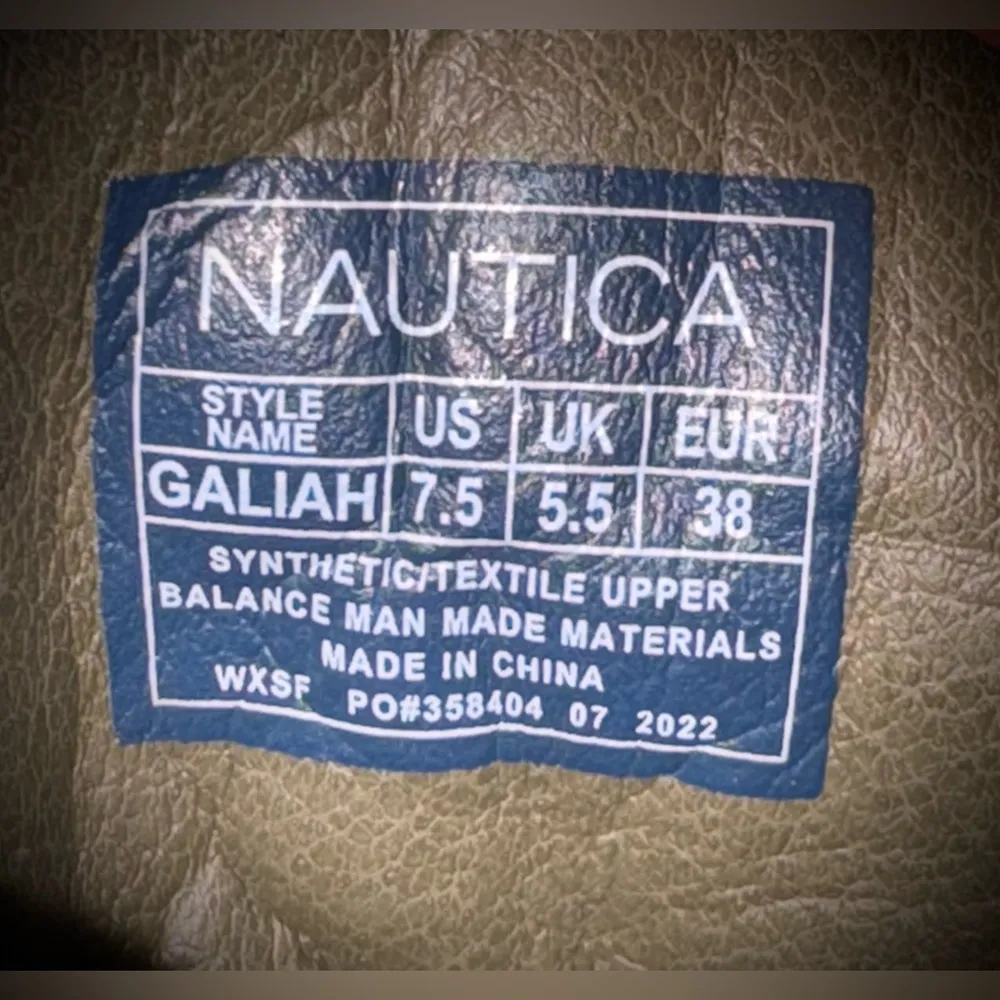 NAUTICA
STYLE NAME US UK EUR
GALIAH 7.5 5.5 38
SYNTHETIC/TEXTILE UPPER
BALANCE MAN MADE MATERIALS
MADE IN CHINA
WXSF PO#358404 07 2022